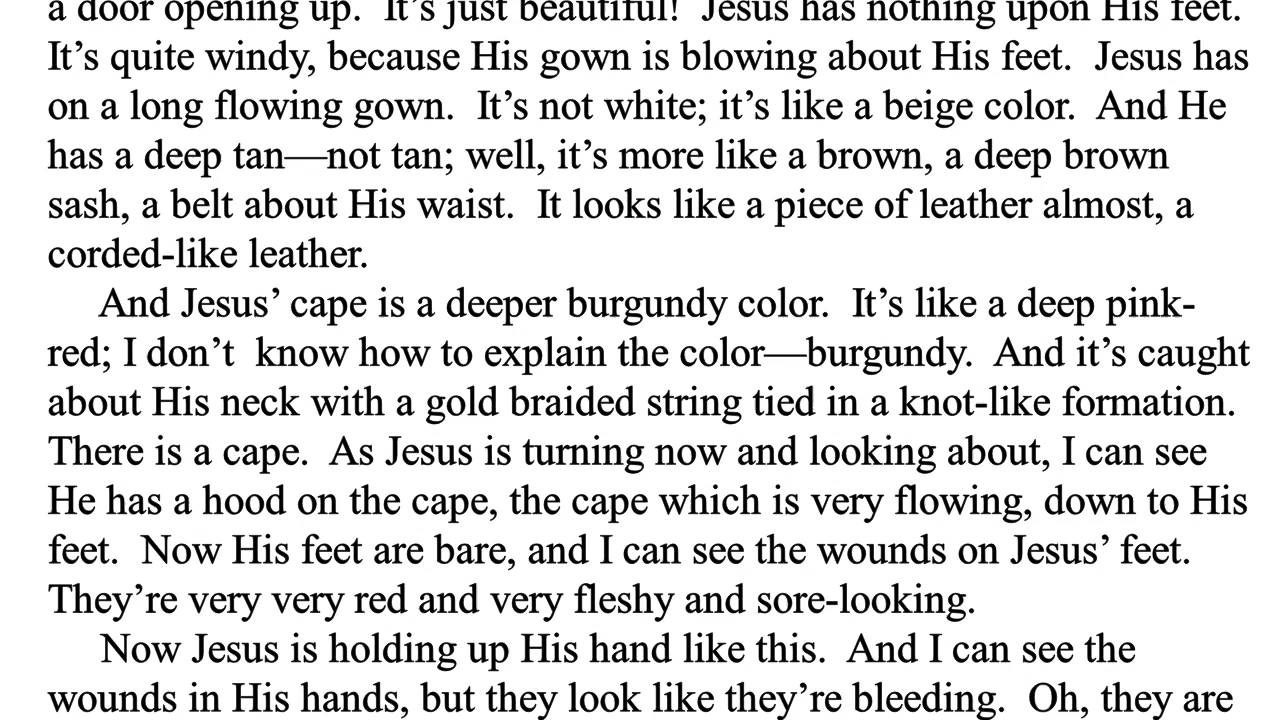 a door opening up.  It’s just beautiful!  Jesus has nothing upon His feet.
It’s quite windy, because His gown is blowing about His feet.  Jesus has
on a long flowing gown.  It’s not white; it’s like a beige color.  And He
has a deep tan—not tan; well, it’s more like a brown, a deep brown
sash, a belt about His waist.  It looks like a piece of leather almost, a
corded-like leather.
And Jesus’ cape is a deeper burgundy color.  It’s like a deep pink-
red; I don’t  know how to explain the color—burgundy.  And it’s caught
about His neck with a gold braided string tied in a knot-like formation.
There is a cape.  As Jesus is turning now and looking about, I can see
He has a hood on the cape, the cape which is very flowing, down to His
feet.  Now His feet are bare, and I can see the wounds on Jesus’ feet.
They’re very very red and very fleshy and sore-looking.
Now Jesus is holding up His hand like this.  And I can see the
wounds in His hands, but they look like they’re bleeding.  Oh, they are